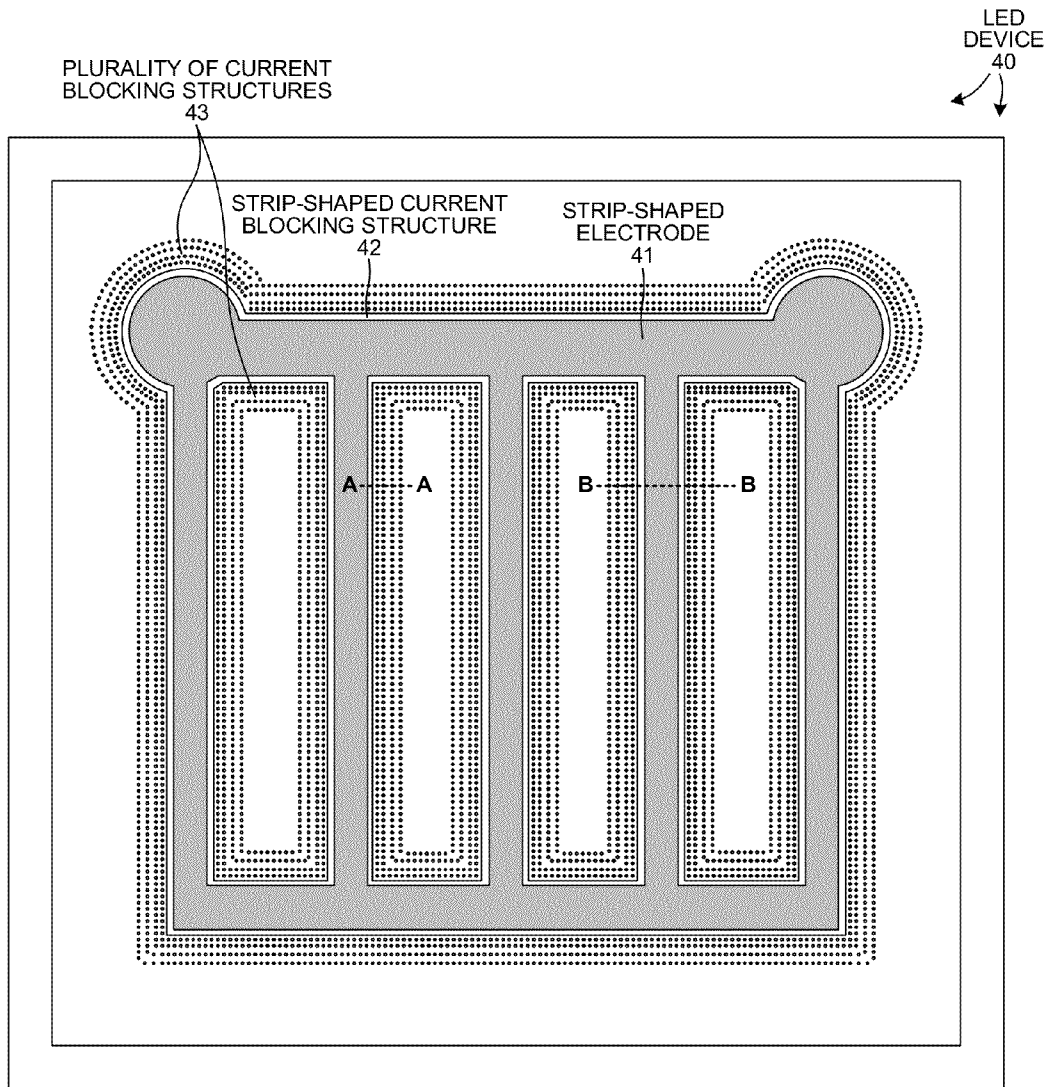 LED
DEVICE
40
PLURALITY OF CURRENT
BLOCKING STRUCTURES
43
STRIP-SHAPED CURRENT
BLOCKING STRUCTURE
42
STRIP-SHAPED
ELECTRODE
41
A A B B